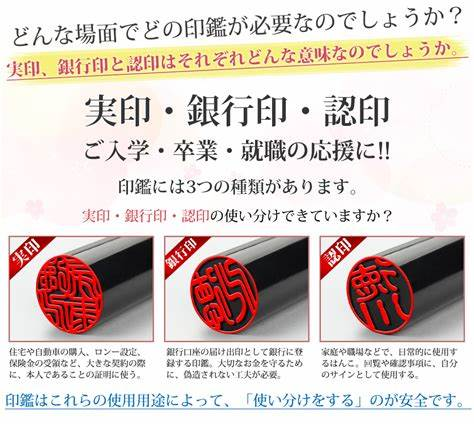 どんな場面でどの印鑑が必要なのでしょうか？
実印、銀行印と認印はそれぞれどんな意味なのでしょうか。
実印・銀行印・認印
ご入学・卒業・就職の応援に!!
印鑑には3つの種類があります。
実印・銀行印・認印の使い分けできていますか？
実印
住宅や自動車の購入、ローン設定、
保険金の受領など、大きな契約の際
に、本人であることの証明に使う。
銀行印
銀行口座の届け出印として銀行に登
録する印鑑。大切なお金を守るため
に、偽造されない工夫が必要。
認印
家庭や職場などで、日常的に使用す
るはんこ。回覧や確認事項に、自分
のサインとして使用する。
印鑑はこれらの使用用途によって、「使い分けをする」のが安全です。